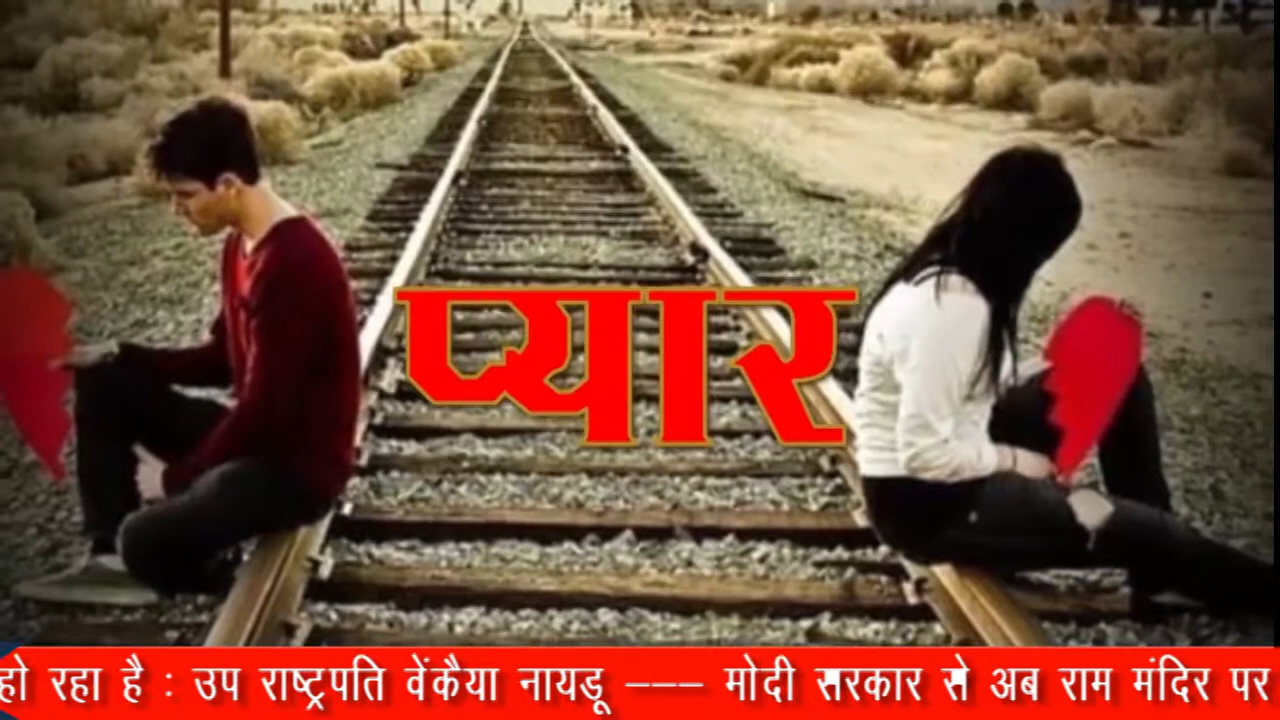 प्यार
हो रहा है : उप राष्ट्रपति वेंकैया नायडू --- मोदी सरकार से अब राम मंदिर पर